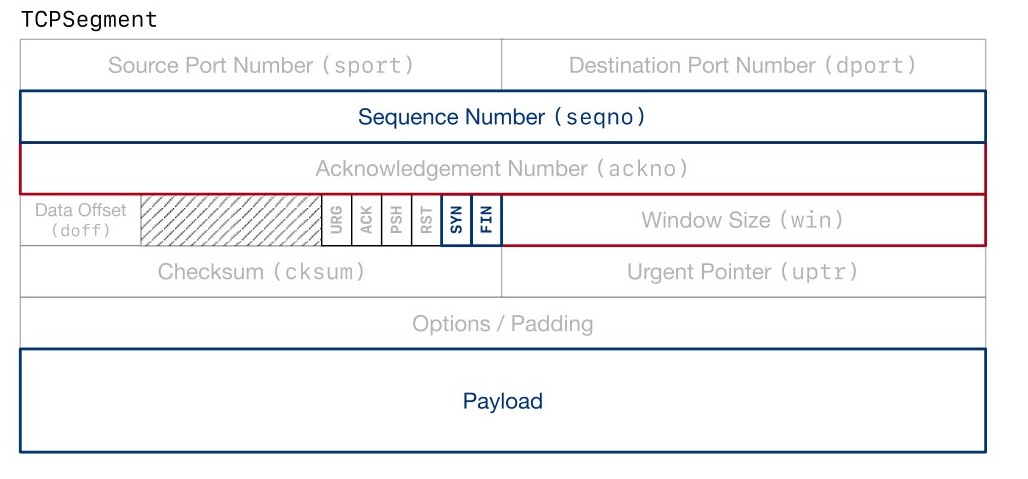 TCPSegment
Source Port Number (sport) Destination Port Number (dport)
Sequence Number (seqno)
Acknowledgement Number (ackno)
Data Offset
(doff)
URG ACK PSH RST SYN FIN
Window Size (win)
Checksum (cksum) Urgent Pointer (uptr)
Options / Padding
Payload